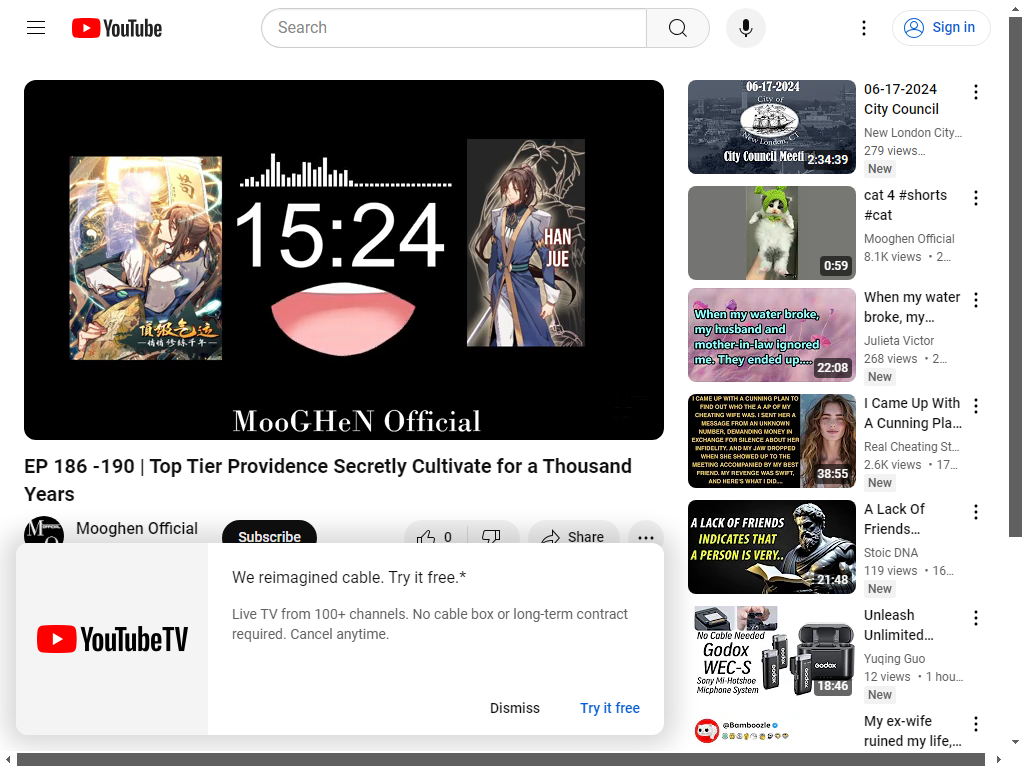 YouTube
Search
Sign in
頂級气运
悄悄修练千年
15:24
HAN
JUE
MooGHeN Official
EP 186 -190 | Top Tier Providence Secretly Cultivate for a Thousand
Years
Mooghen Official
Subscribe
0
Share
YouTubeTV
We reimagined cable. Try it free.*
Live TV from 100+ channels. No cable box or long-term contract
required. Cancel anytime.
Dismiss
Try it free
06-17-2024
City of
New London, CT
City Council Meeti
2:34:39
06-17-2024
City Council
New London City…
279 views…
New
0:59
cat 4 #shorts
#cat
Mooghen Official
8.1K views • 2…
When my water broke,
my husband and
mother-in-law ignored
me. They ended up....
22:08
When my water
broke, my…
Julieta Victor
268 views • 2…
New
I CAME UP WITH A CUNNING PLAN TO
FIND OUT WHO THE A AP OF MY
CHEATING WIFE WAS. I SENT HER A
MESSAGE FROM AN UNKNOWN
NUMBER, DEMANDING MONEY IN
EXCHANGE FOR SILENCE ABOUT HER
INFIDELITY. AND MY JAW DROPPED
WHEN SHE SHOWED UP TO THE
MEETING ACCOMPANIED BY MY BEST
FRIEND. MY REVENGE WAS SWIFT,
AND HERE'S WHAT I DID....
38:55
I Came Up With
A Cunning Pla…
Real Cheating St…
2.6K views • 17…
New
A LACK OF FRIENDS
INDICATES THAT
A PERSON IS VERY..
21:48
A Lack Of
Friends…
Stoic DNA
119 views • 16…
New
No Cable Needed
Godox
WEC-S
Sony Mi-Hotshoe
Micphone System
Godox
18:46
Unleash
Unlimited…
Yuqing Guo
12 views • 1 hou…
New
@Bamboozle
My ex-wife
ruined my life,…